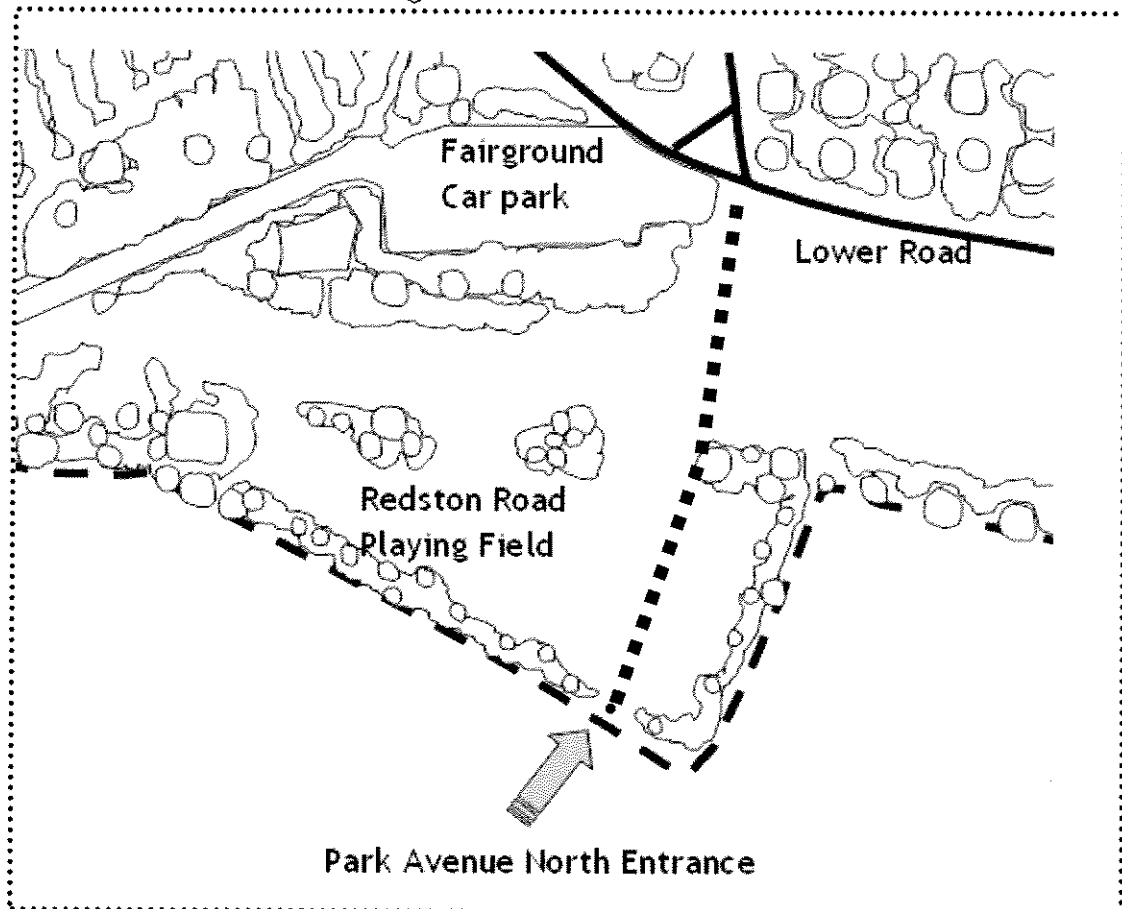 Fairground
Car park
Lower Road
Redston Road
Playing Field
Park Avenue North Entrance